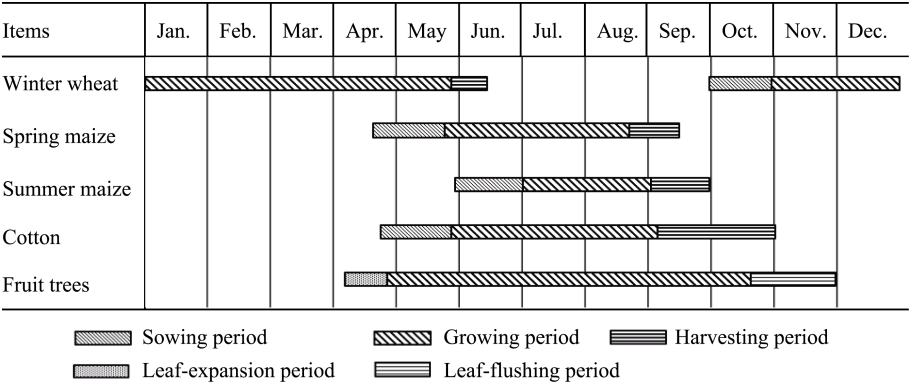 Items Jan. Feb. Mar. Apr. May Jun. Jul. Aug. Sep. Oct. Nov. Dec.
Winter wheat
Spring maize
Summer maize
Cotton
Fruit trees
Sowing period Growing period Harvesting period
Leaf-expansion period Leaf-flushing period